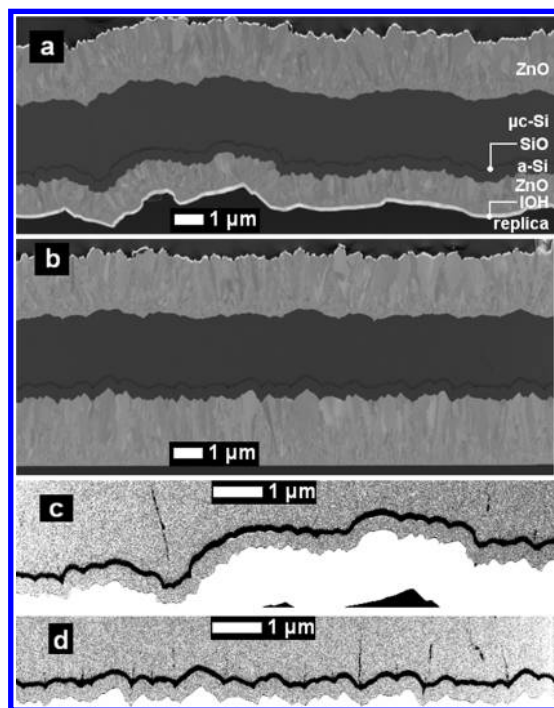 a
ZnO
µc-Si
SiO
a-Si
ZnO
IOH
replica
1 µm
b
1 µm
c
1 µm
d
1 µm